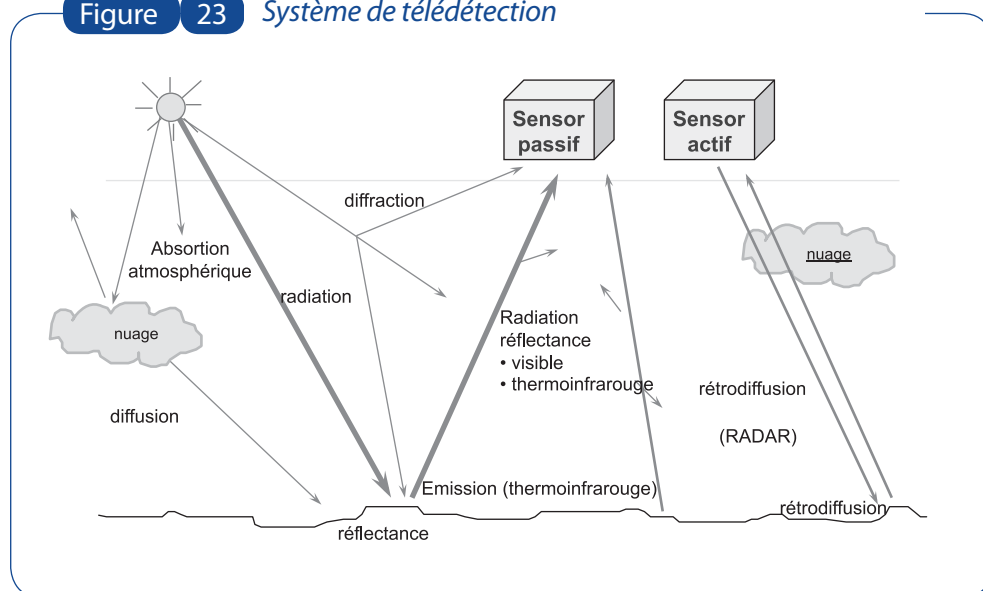 Figure 23 Système de télédétection
Sensor
passif
Sensor
actif
diffraction
Absortion
atmosphérique
radiation
nuage
nuage
Radiation
réflectance
• visible
• thermoinfrarouge
rétrodiffusion
(RADAR)
diffusion
Emission (thermoinfrarouge)
rétrodiffusion
réflectance